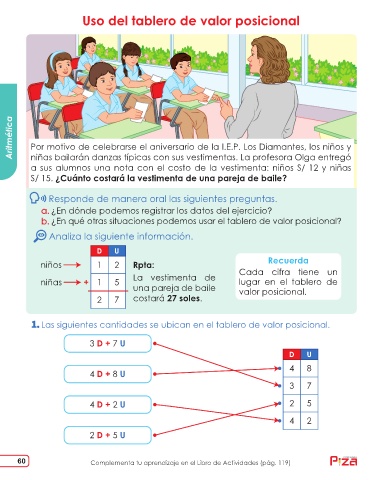 Uso del tablero de valor posicional
Aritmética
Por motivo de celebrarse el aniversario de la I.E.P. Los Diamantes, los niños y
niñas bailarán danzas típicas con sus vestimentas. La profesora Olga entregó
a sus alumnos una nota con el costo de la vestimenta: niños S/ 12 y niñas
S/ 15. ¿Cuánto costará la vestimenta de una pareja de baile?
Responde de manera oral las siguientes preguntas.
a. ¿En dónde podemos registrar los datos del ejercicio?
b. ¿En qué otras situaciones podemos usar el tablero de valor posicional?
Analiza la siguiente información.
D U
niños 1 2
niñas + 1 5
2 7
Rpta:
La vestimenta de
una pareja de baile
costará 27 soles.
Recuerda
Cada cifra tiene un
lugar en el tablero de
valor posicional.
1. Las siguientes cantidades se ubican en el tablero de valor posicional.
3 D + 7 U
4 D + 8 U
4 D + 2 U
2 D + 5 U
D U
4 8
3 7
2 5
4 2
60
Complementa tu aprendizaje en el Libro de Actividades (pág. 119)